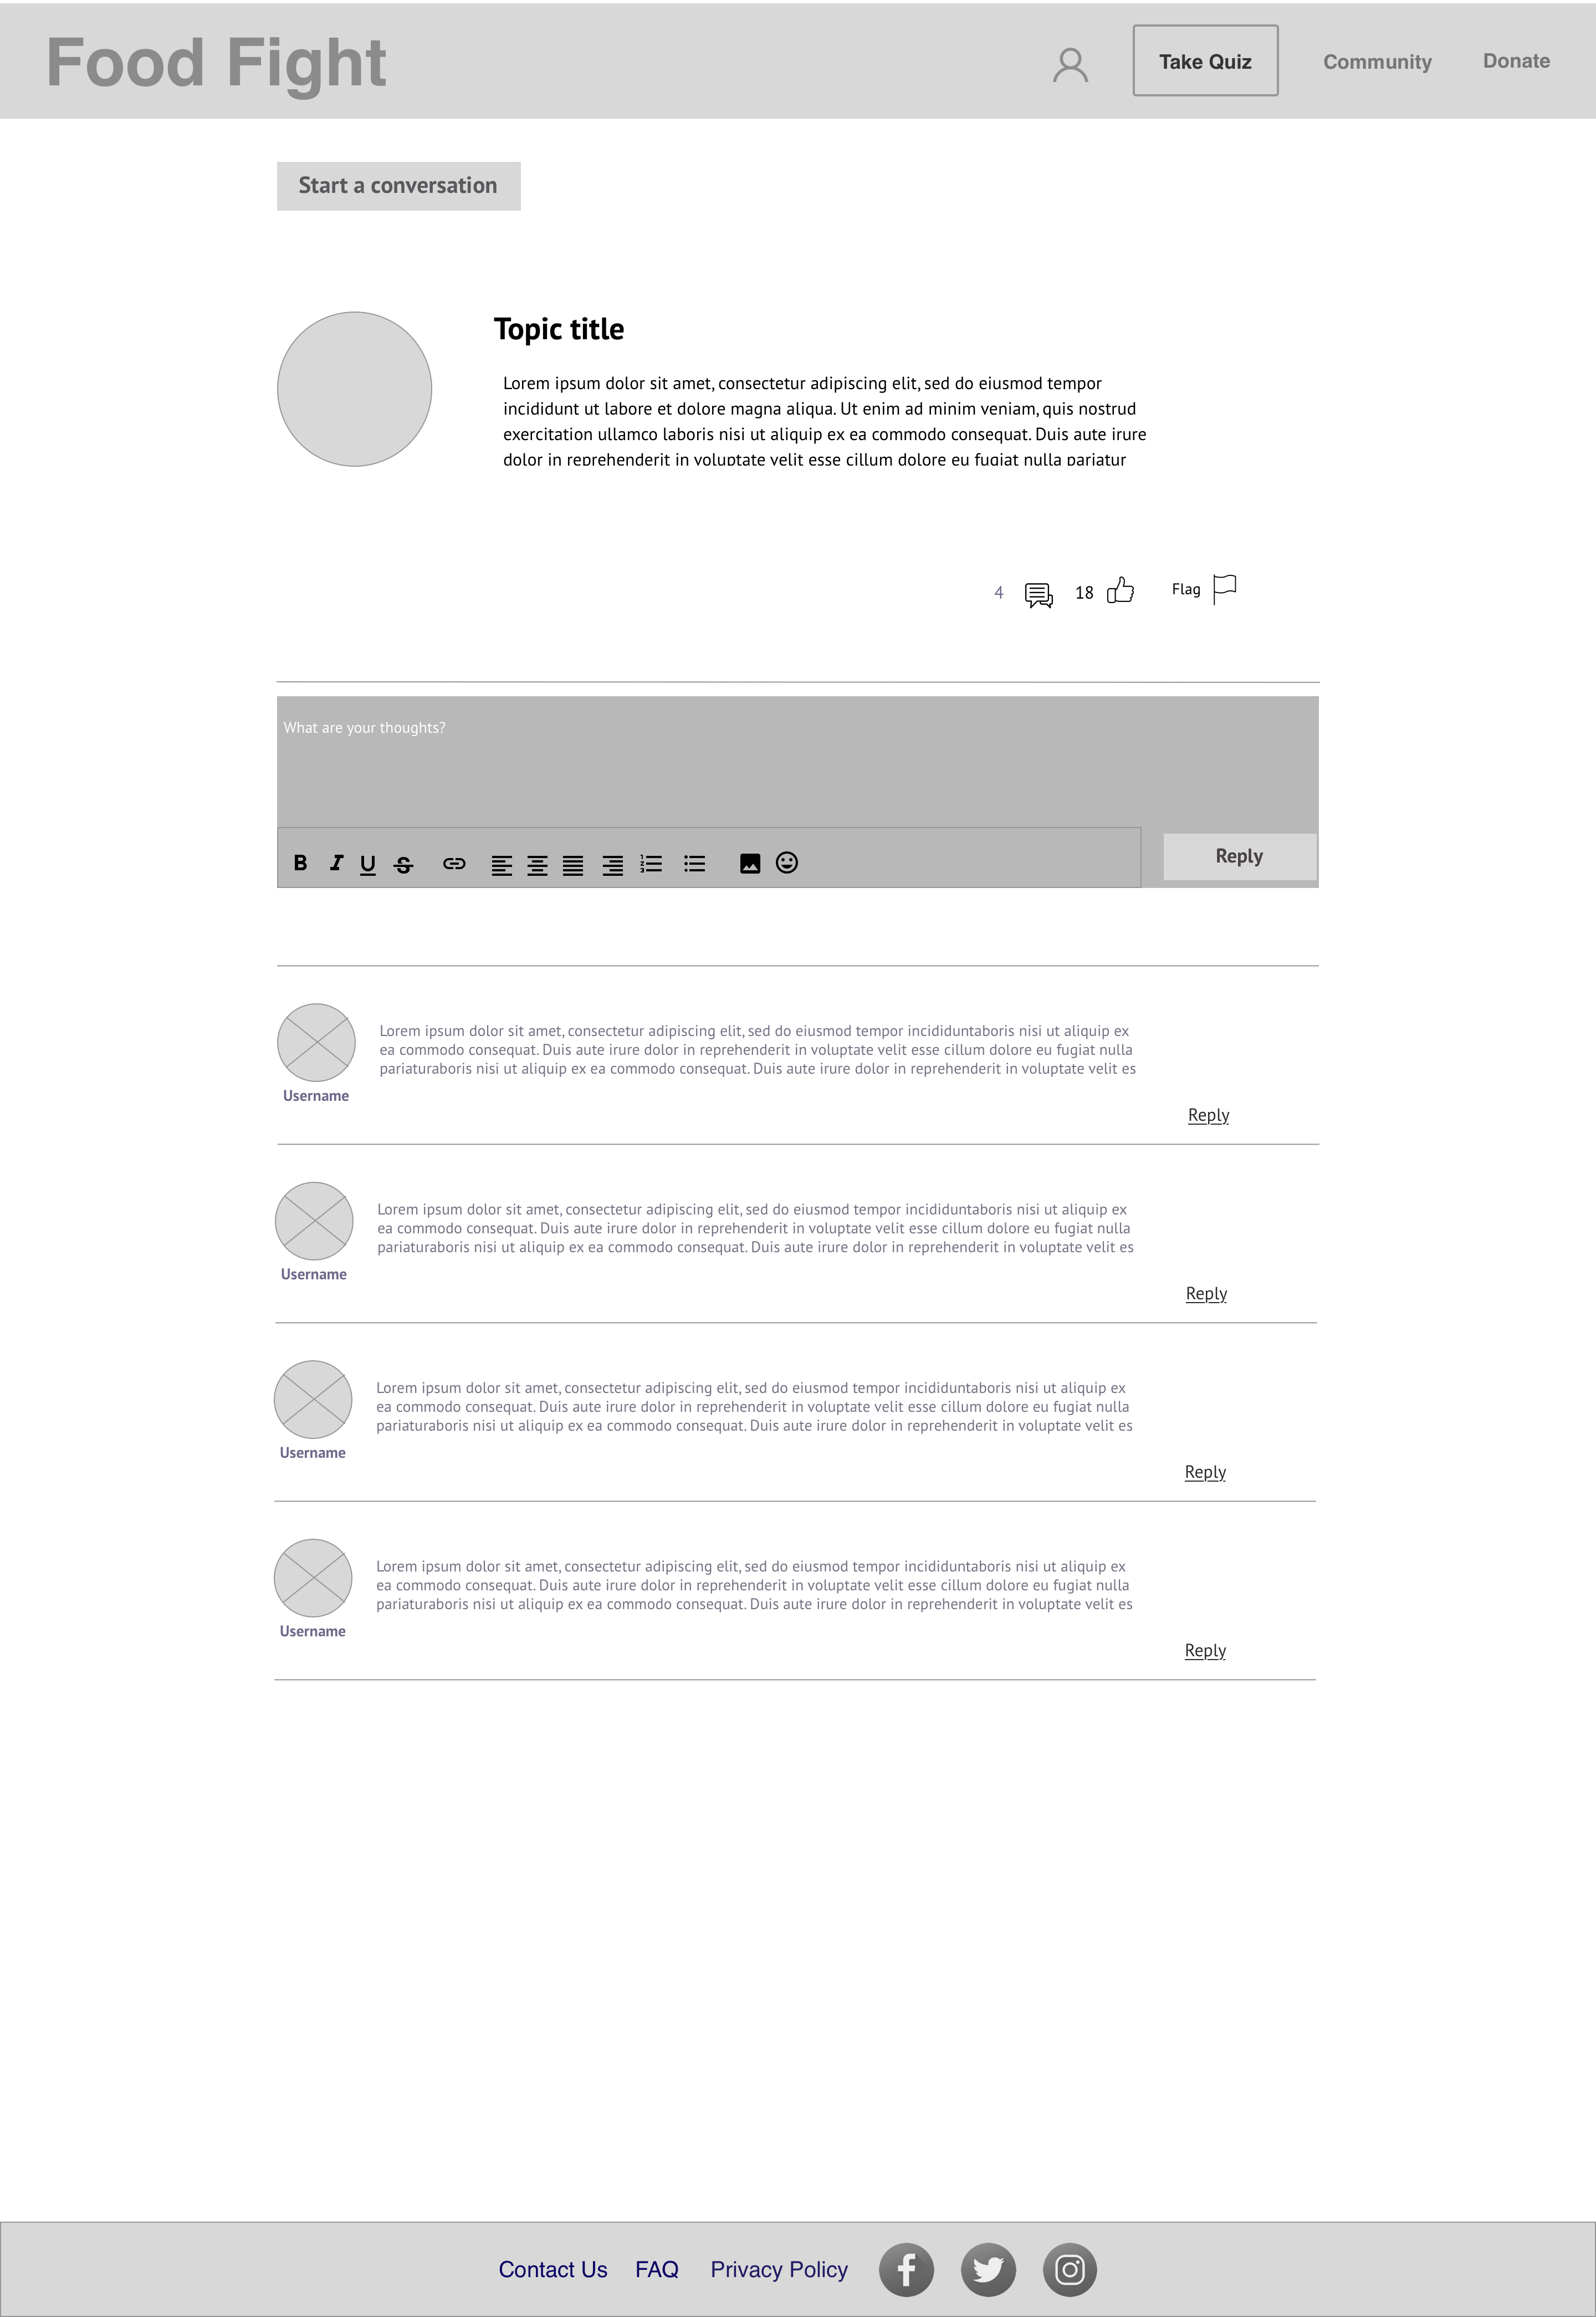 Food Fight
Take Quiz
Community
Donate
Start a conversation
Topic title
Lorem ipsum dolor sit amet, consectetur adipiscing elit, sed do eiusmod tempor
incididunt ut labore et dolore magna aliqua. Ut enim ad minim veniam, quis nostrud
exercitation ullamco laboris nisi ut aliquip ex ea commodo consequat. Duis aute irure
dolor in reprehenderit in voluptate velit esse cillum dolore eu fugiat nulla pariatur
4
18
Flag
What are your thoughts?
B I U S
Reply
Lorem ipsum dolor sit amet, consectetur adipiscing elit, sed do eiusmod tempor incididuntaboris nisi ut aliquip ex
ea commodo consequat. Duis aute irure dolor in reprehenderit in voluptate velit esse cillum dolore eu fugiat nulla
pariaturaboris nisi ut aliquip ex ea commodo consequat. Duis aute irure dolor in reprehenderit in voluptate velit es
Username
Reply
Lorem ipsum dolor sit amet, consectetur adipiscing elit, sed do eiusmod tempor incididuntaboris nisi ut aliquip ex
ea commodo consequat. Duis aute irure dolor in reprehenderit in voluptate velit esse cillum dolore eu fugiat nulla
pariaturaboris nisi ut aliquip ex ea commodo consequat. Duis aute irure dolor in reprehenderit in voluptate velit es
Username
Reply
Lorem ipsum dolor sit amet, consectetur adipiscing elit, sed do eiusmod tempor incididuntaboris nisi ut aliquip ex
ea commodo consequat. Duis aute irure dolor in reprehenderit in voluptate velit esse cillum dolore eu fugiat nulla
pariaturaboris nisi ut aliquip ex ea commodo consequat. Duis aute irure dolor in reprehenderit in voluptate velit es
Username
Reply
Lorem ipsum dolor sit amet, consectetur adipiscing elit, sed do eiusmod tempor incididuntaboris nisi ut aliquip ex
ea commodo consequat. Duis aute irure dolor in reprehenderit in voluptate velit esse cillum dolore eu fugiat nulla
pariaturaboris nisi ut aliquip ex ea commodo consequat. Duis aute irure dolor in reprehenderit in voluptate velit es
Username
Reply
Contact Us
FAQ
Privacy Policy